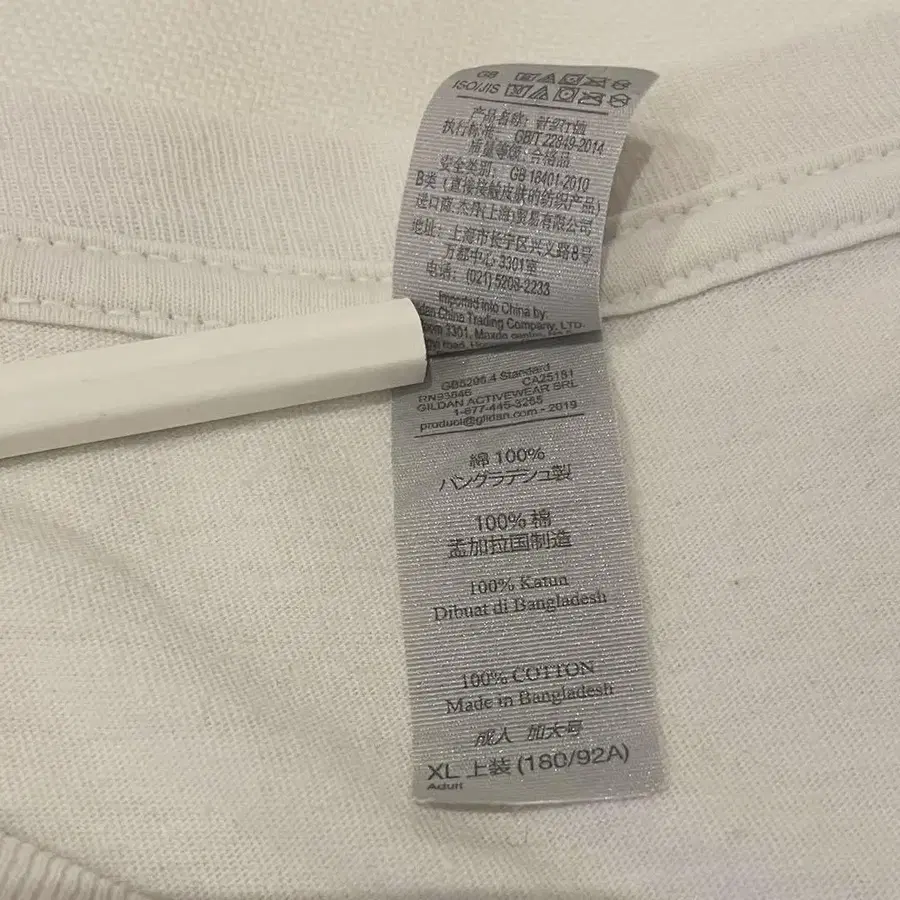 GB
ISO/JIS
产品名称: 针织T恤
执行标准: GB/T 22849-2014
质量等级: 合格品
安全类别: GB 18401-2010
B类 (直接接触皮肤的纺织产品)
进口商:杰丹(上海)贸易有限公司
地址: 上海市长宁区兴义路8号
万都中心3301室
电话: (021) 5208-2233
Imported into China by:
ldan China Trading Company, LTD.
oom 3301, Maxdo centre,
road,
GB5296.4 Standard
RN93846 CA25181
GILDAN ACTIVEWEAR SRL
1-877-445-3265
product@gildan.com - 2019
綿 100%
バングラデシュ製
100% 棉
孟加拉国制造
100% Katun
Dibuat di Bangladesh
100% COTTON
Made in Bangladesh
成人 加大号
XL 上装 (180/92A)
Adult